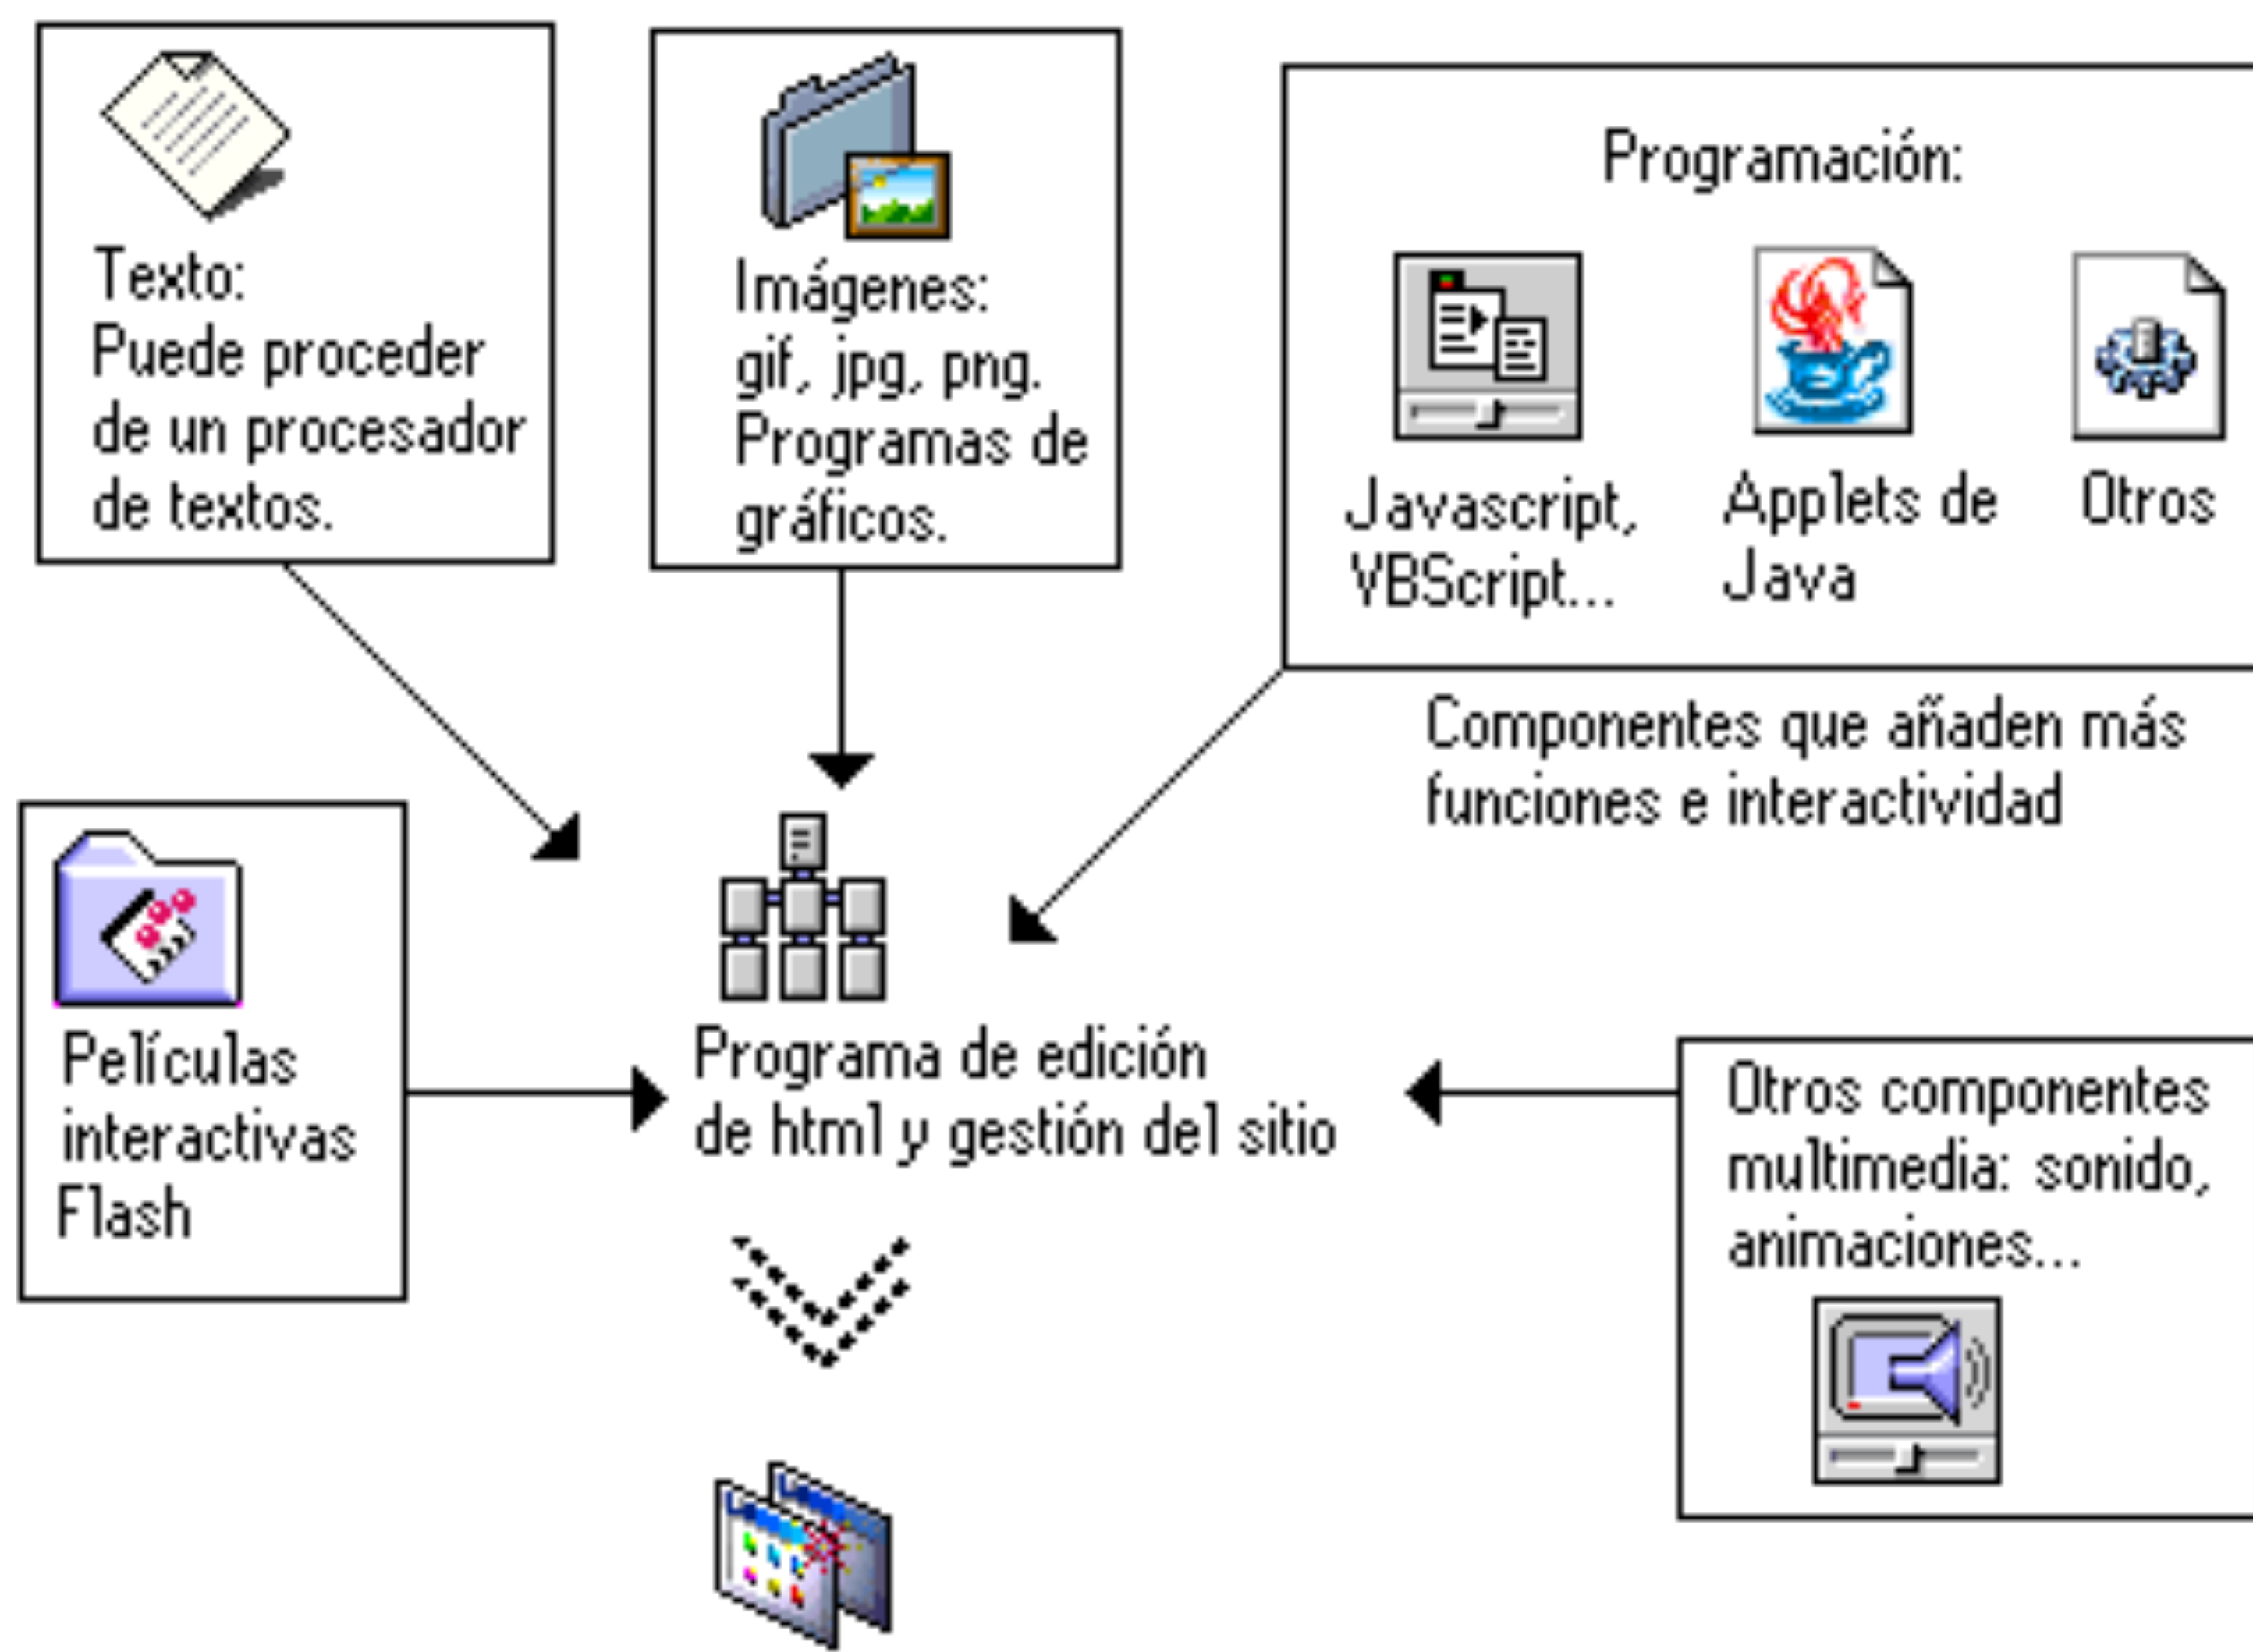 Texto:
Puede proceder
de un procesador
de textos.
Imágenes:
gif, jpg, png.
Programas de
gráficos.
Programación:
Javascript,
VBScript...
Applets de
Java
Otros
Componentes que añaden más
funciones e interactividad
Películas
interactivas
Flash
Programa de edición
de html y gestión del sitio
Otros componentes
multimedia: sonido,
animaciones...